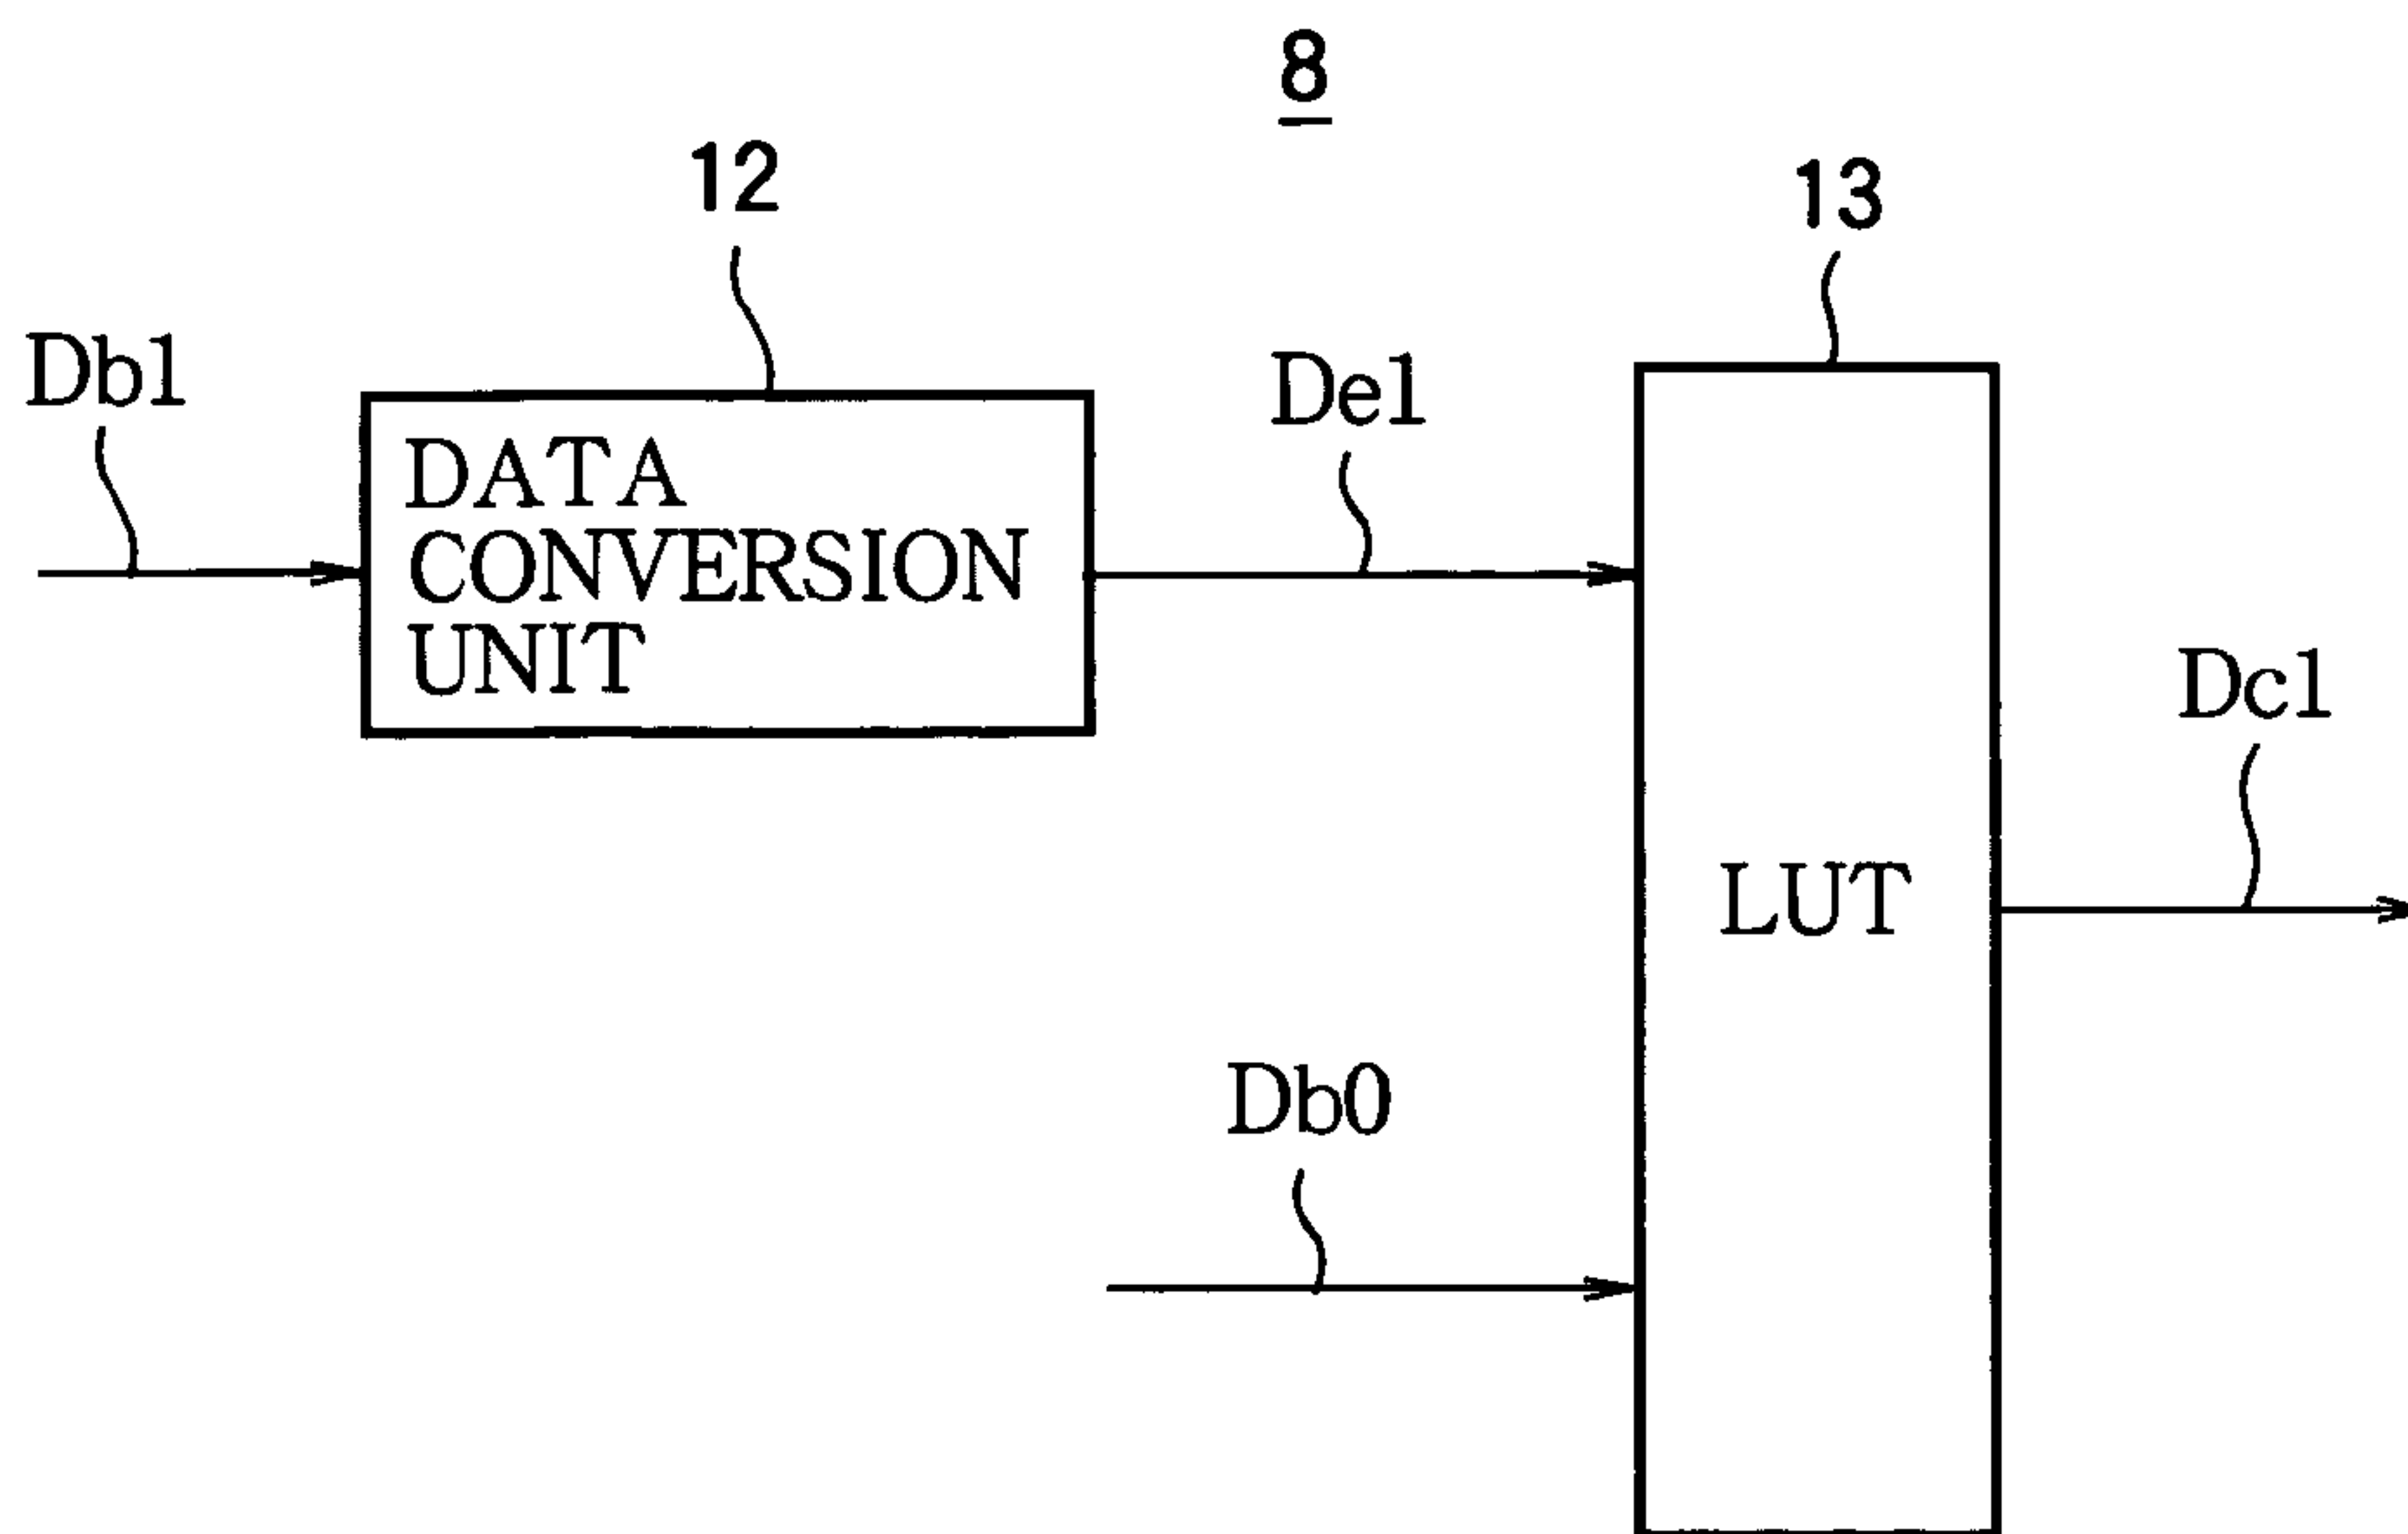 8
12
13
Db1
De1
DATA
CONVERSION
UNIT
Dc1
LUT
Db0